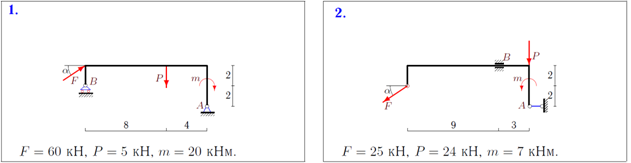 1.
α
F
B
P
m
A
2
2
8
4
F = 60 кН, P = 5 кН, m = 20 кНм.
2.
α
F
B
P
m
A
2
2
9
3
F = 25 кН, P = 24 кН, m = 7 кНм.